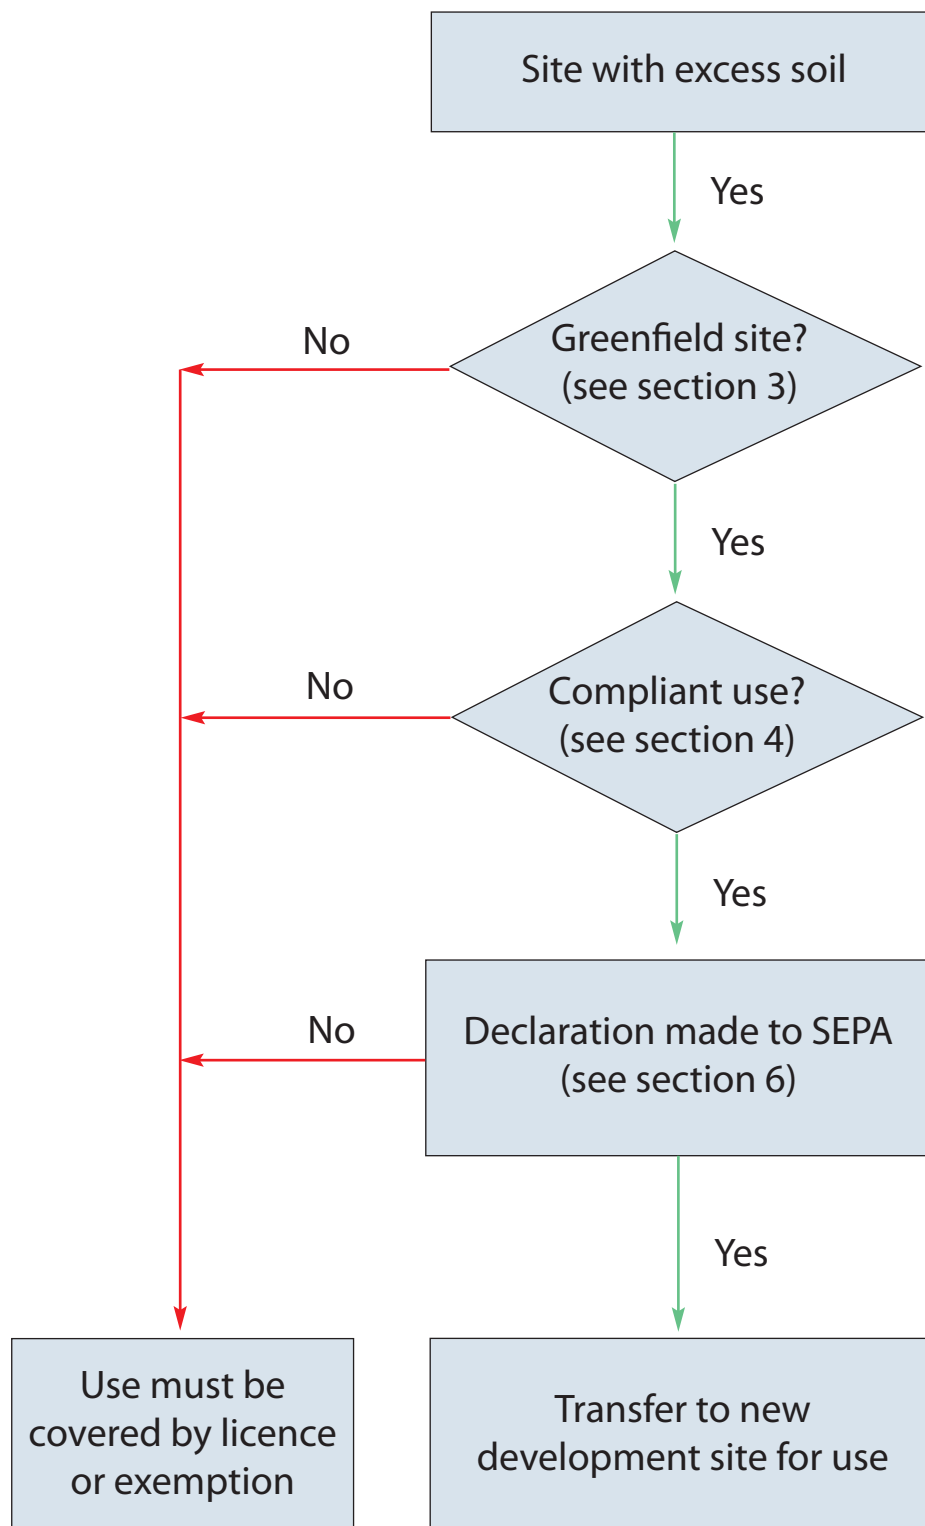 Site with excess soil
Yes
Greenfield site?
(see section 3)
No
Yes
Compliant use?
(see section 4)
No
Yes
Declaration made to SEPA
(see section 6)
No
Yes
Use must be
covered by licence
or exemption
Transfer to new
development site for use